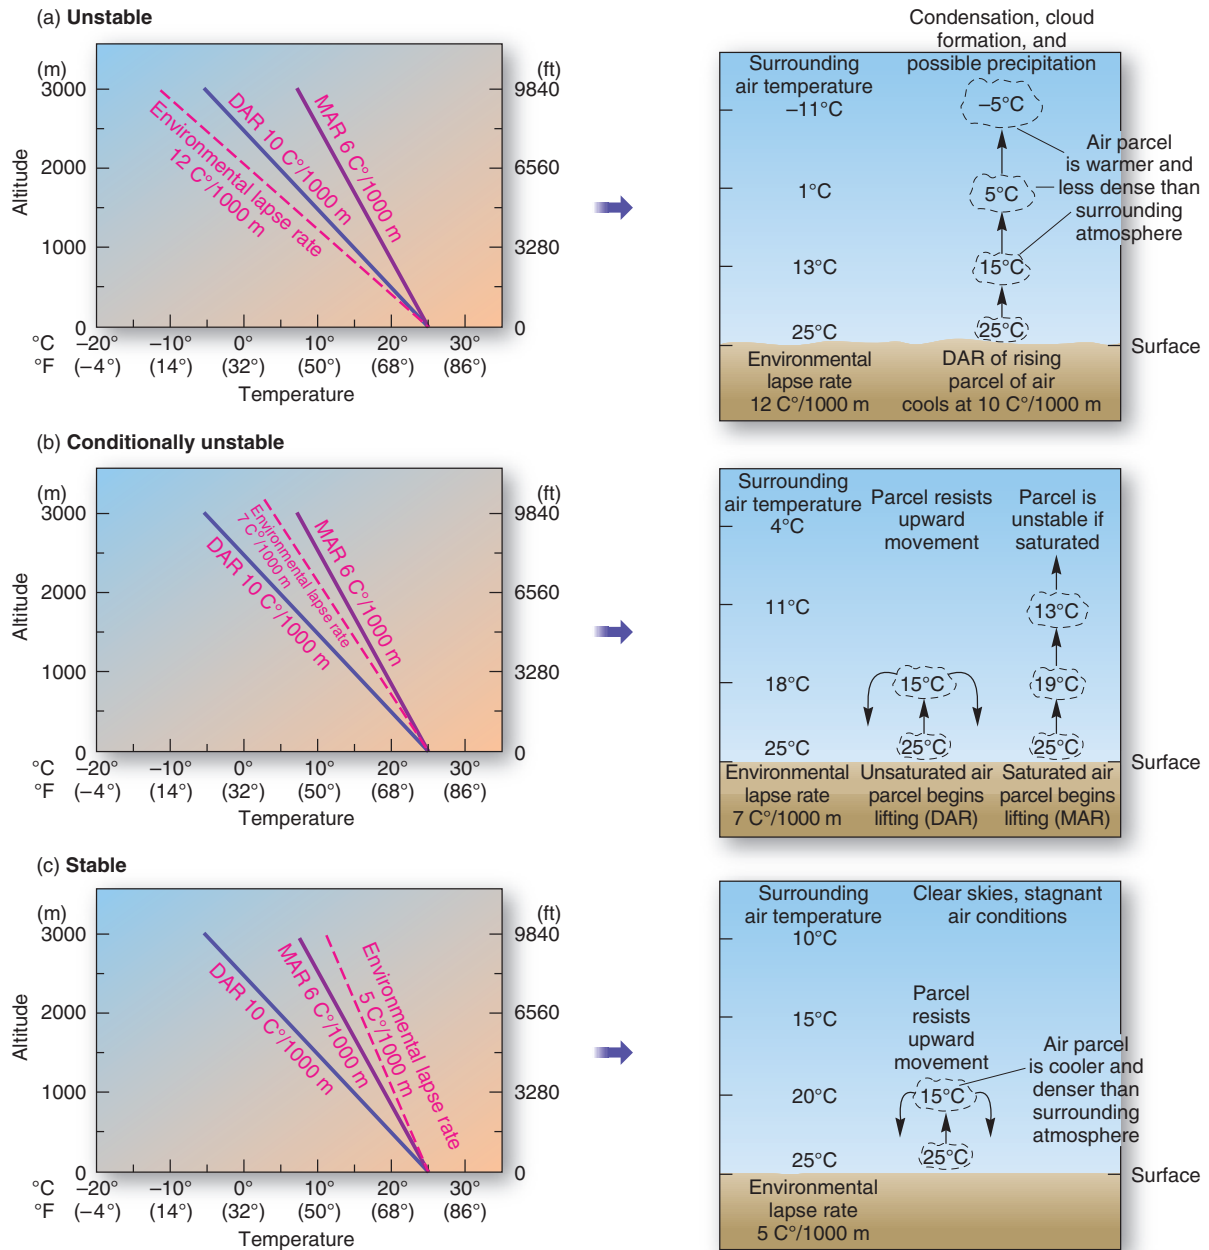 (a) Unstable
(m)
(ft)
3000
2000
1000
0
9840
6560
3280
0
Altitude
Environmental lapse rate
12 C°/1000 m
DAR 10 C°/1000 m
MAR 6 C°/1000 m
°C –20° –10° 0° 10° 20° 30°
°F (–4°) (14°) (32°) (50°) (68°) (86°)
Temperature
Condensation, cloud
formation, and
possible precipitation
Surrounding
air temperature
–11°C
1°C
13°C
25°C
–5°C
5°C
15°C
25°C
Air parcel
is warmer and
less dense than
surrounding
atmosphere
Surface
Environmental
lapse rate
12 C°/1000 m
DAR of rising
parcel of air
cools at 10 C°/1000 m
(b) Conditionally unstable
(m)
(ft)
3000
2000
1000
0
9840
6560
3280
0
Altitude
DAR 10 C°/1000 m
Environmental lapse rate
7 C°/1000 m
MAR 6 C°/1000 m
°C –20° –10° 0° 10° 20° 30°
°F (–4°) (14°) (32°) (50°) (68°) (86°)
Temperature
Surrounding
air temperature
4°C
11°C
18°C
25°C
Parcel resists
upward
movement
15°C
25°C
Parcel is
unstable if
saturated
13°C
19°C
25°C
Surface
Environmental
lapse rate
7 C°/1000 m
Unsaturated air
parcel begins
lifting (DAR)
Saturated air
parcel begins
lifting (MAR)
(c) Stable
(m)
(ft)
3000
2000
1000
0
9840
6560
3280
0
Altitude
DAR 10 C°/1000 m
MAR 6 C°/1000 m
Environmental lapse rate
5 C°/1000 m
°C –20° –10° 0° 10° 20° 30°
°F (–4°) (14°) (32°) (50°) (68°) (86°)
Temperature
Surrounding
air temperature
10°C
15°C
20°C
25°C
Clear skies, stagnant
air conditions
Parcel
resists
upward
movement
15°C
25°C
Air parcel
is cooler and
denser than
surrounding
atmosphere
Surface
Environmental
lapse rate
5 C°/1000 m